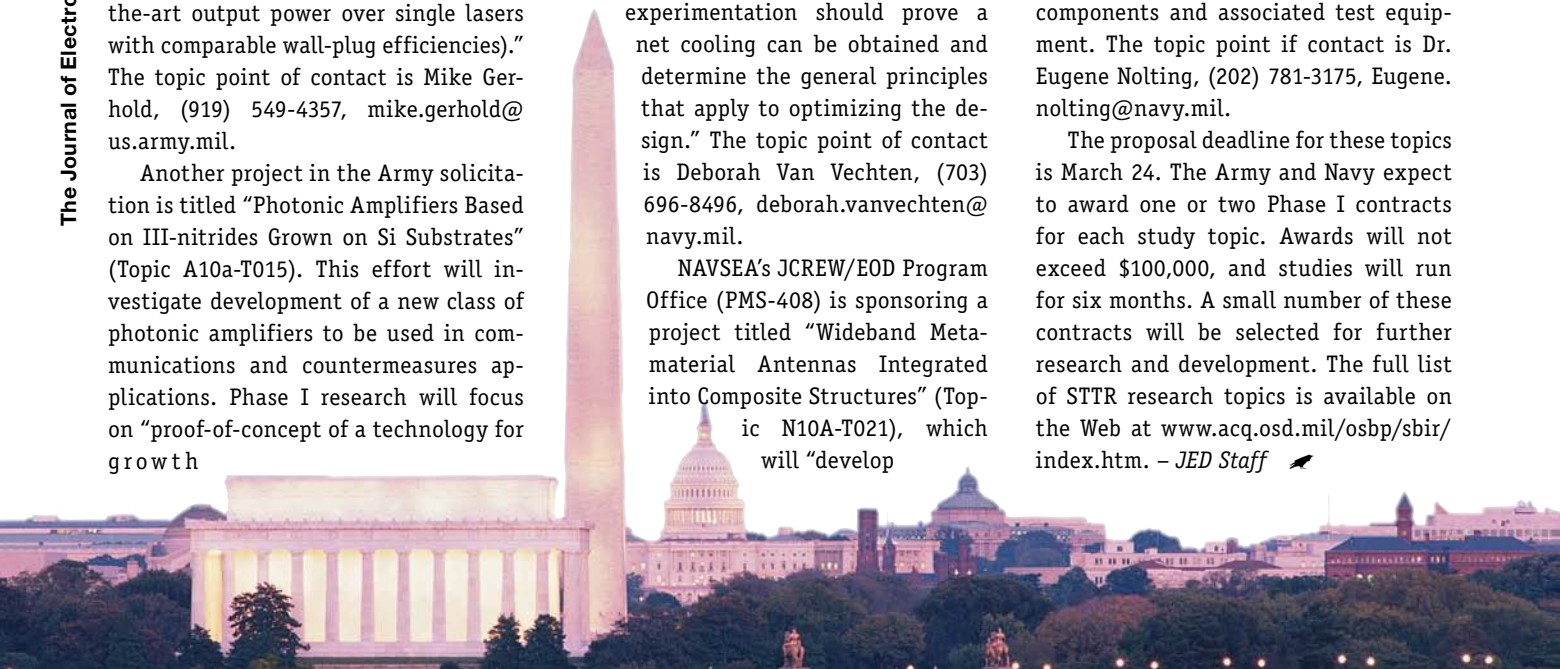 The Journal of Electro
the-art output power over single lasers
with comparable wall-plug efficiencies).”
The topic point of contact is Mike Ger-
hold, (919) 549-4357, mike.gerhold@
us.army.mil.
Another project in the Army solicita-
tion is titled “Photonic Amplifiers Based
on III-nitrides Grown on Si Substrates”
(Topic A10a-T015). This effort will in-
vestigate development of a new class of
photonic amplifiers to be used in com-
munications and countermeasures ap-
plications. Phase I research will focus
on “proof-of-concept of a technology for
growth
experimentation should prove a
net cooling can be obtained and
determine the general principles
that apply to optimizing the de-
sign.” The topic point of contact
is Deborah Van Vechten, (703)
696-8496, deborah.vanvechten@
navy.mil.
NAVSEA’s JCREW/EOD Program
Office (PMS-408) is sponsoring a
project titled “Wideband Meta-
material Antennas Integrated
into Composite Structures” (Top-
ic N10A-T021), which
will “develop
components and associated test equip-
ment. The topic point if contact is Dr.
Eugene Nolting, (202) 781-3175, Eugene.
nolting@navy.mil.
The proposal deadline for these topics
is March 24. The Army and Navy expect
to award one or two Phase I contracts
for each study topic. Awards will not
exceed $100,000, and studies will run
for six months. A small number of these
contracts will be selected for further
research and development. The full list
of STTR research topics is available on
the Web at www.acq.osd.mil/osbp/sbir/
index.htm. – JED Staff